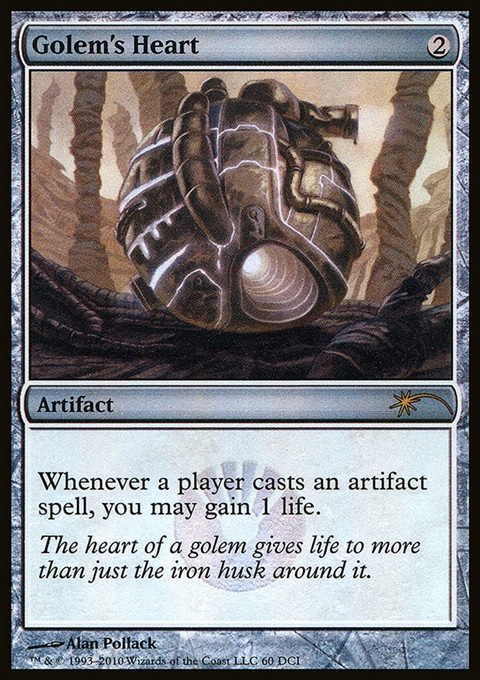 Golem's Heart 2
Artifact
Whenever a player casts an artifact
spell, you may gain 1 life.
The heart of a golem gives life to more
than just the iron husk around it.
Alan Pollack
™ & © 1993–2010 Wizards of the Coast LLC 60 DCI